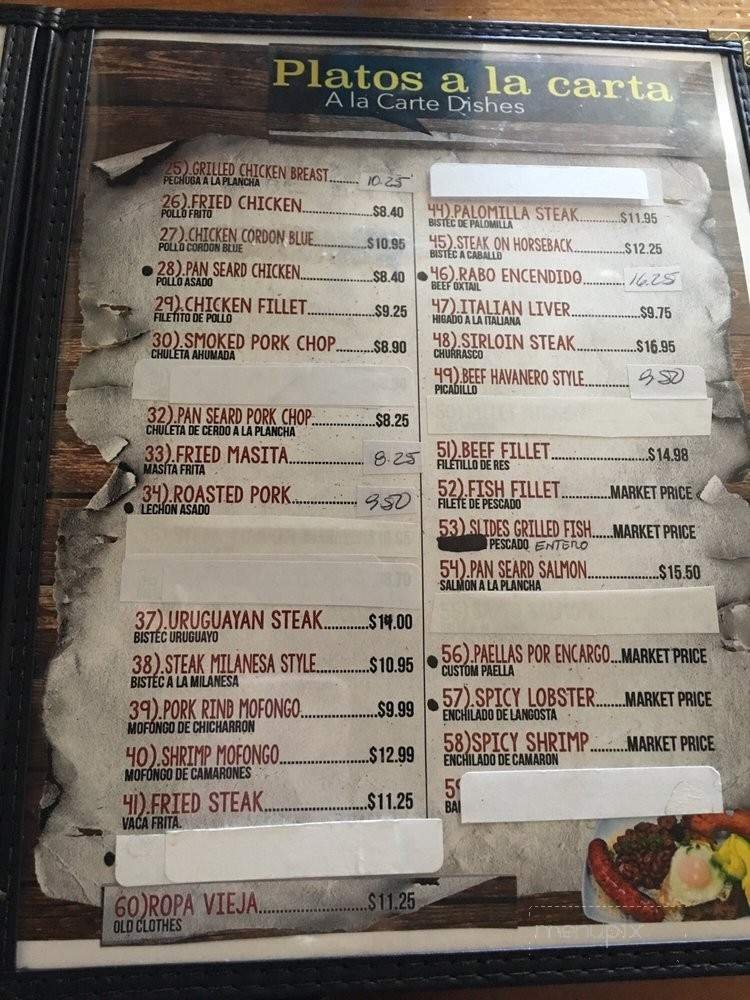 Platos a la carta
A la Carte Dishes
25).GRILLED CHICKEN BREAST........ 10.25
PECHUGA A LA PLANCHA
26).FRIED CHICKEN..................$8.40
POLLO FRITO
27).CHICKEN CORDON BLUE.............$10.95
POLLO CORDON BLUE
28).PAN SEARD CHICKEN..................$8.40
POLLO ASADO
29).CHICKEN FILLET.................$9.25
FILETITO DE POLLO
30).SMOKED PORK CHOP.........$8.90
CHULETA AHUMADA
32).PAN SEARD PORK CHOP................$8.25
CHULETA DE CERDO A LA PLANCHA
33).FRIED MASITA.................. 8.25
MASITA FRITA
34).ROASTED PORK................ 9.50
LECHON ASADO
37).URUGUAYAN STEAK...........$14.00
BISTÉC URUGUAYO
38).STEAK MILANESA STYLE.............$10.95
BISTÉC A LA MILANESA
39).PORK RIND MOFONGO...................$9.99
MOFONGO DE CHICHARRON
40).SHRIMP MOFONGO....................$12.99
MOFONGO DE CAMARONES
41).FRIED STEAK.......................$11.25
VACA FRITA.
60)ROPA VIEJA.........................$11.25
OLD CLOTHES
44).PALOMILLA STEAK..........$11.95
BISTÉC DE PALOMILLA
45).STEAK ON HORSEBACK.............$12.25
BISTÉC A CABALLO
46).RABO ENCENDIDO......... 16.25
BEEF OXTAIL
47).ITALIAN LIVER.................$9.75
HIGADO A LA ITALIANA
48).SIRLOIN STEAK...............$16.95
CHURRASCO
49).BEEF HAVANERO STYLE........... 9.50
PICADILLO
51).BEEF FILLET.........................$14.98
FILETILLO DE RES
52).FISH FILLET.............MARKET PRICE
FILETE DE PESCADO
53).SLIDES GRILLED FISH......MARKET PRICE
PESCADO ENTERO
54).PAN SEARD SALMON..................$15.50
SALMON A LA PLANCHA
56).PAELLAS POR ENCARGO...MARKET PRICE
CUSTOM PAELLA
57).SPICY LOBSTER........MARKET PRICE
ENCHILADO DE LANGOSTA
58)SPICY SHRIMP.........MARKET PRICE
ENCHILADO DE CAMARON
menupix